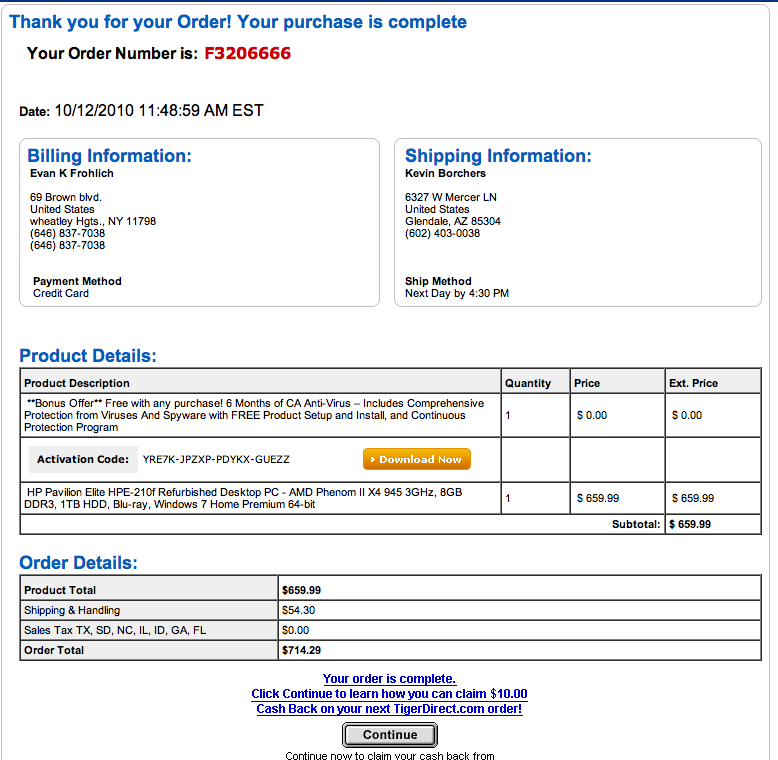 Thank you for your Order! Your purchase is complete
Your Order Number is: F3206666
Date: 10/12/2010 11:48:59 AM EST
Billing Information:
Evan K Frohlich
69 Brown blvd.
United States
wheatley Hgts., NY 11798
(646) 837-7038
(646) 837-7038
Payment Method
Credit Card
Shipping Information:
Kevin Borchers
6327 W Mercer LN
United States
Glendale, AZ 85304
(602) 403-0038
Ship Method
Next Day by 4:30 PM
Product Details:
Product Description Quantity Price Ext. Price
**Bonus Offer** Free with any purchase! 6 Months of CA Anti-Virus – Includes Comprehensive
Protection from Viruses And Spyware with FREE Product Setup and Install, and Continuous
Protection Program
1 $ 0.00 $ 0.00
Activation Code: YRE7K-JPZXP-PDYKX-GUEZZ Download Now
HP Pavilion Elite HPE-210f Refurbished Desktop PC - AMD Phenom II X4 945 3GHz, 8GB
DDR3, 1TB HDD, Blu-ray, Windows 7 Home Premium 64-bit
1 $ 659.99 $ 659.99
Subtotal: $ 659.99
Order Details:
Product Total $659.99
Shipping & Handling $54.30
Sales Tax TX, SD, NC, IL, ID, GA, FL $0.00
Order Total $714.29
Your order is complete.
Click Continue to learn how you can claim $10.00
Cash Back on your next TigerDirect.com order!
Continue
Continue now to claim your cash back from